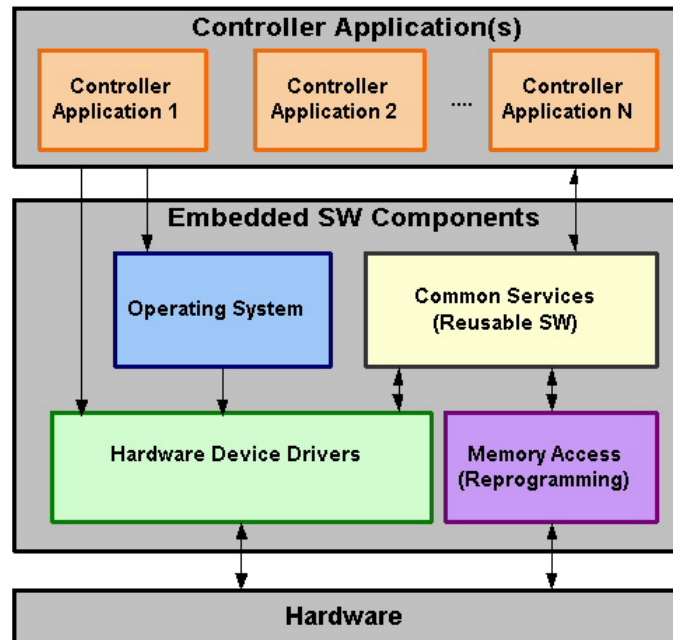 Controller Application(s)
Controller
Application 1
Controller
Application 2
....
Controller
Application N
Embedded SW Components
Operating System
Common Services
(Reusable SW)
Hardware Device Drivers
Memory Access
(Reprogramming)
Hardware